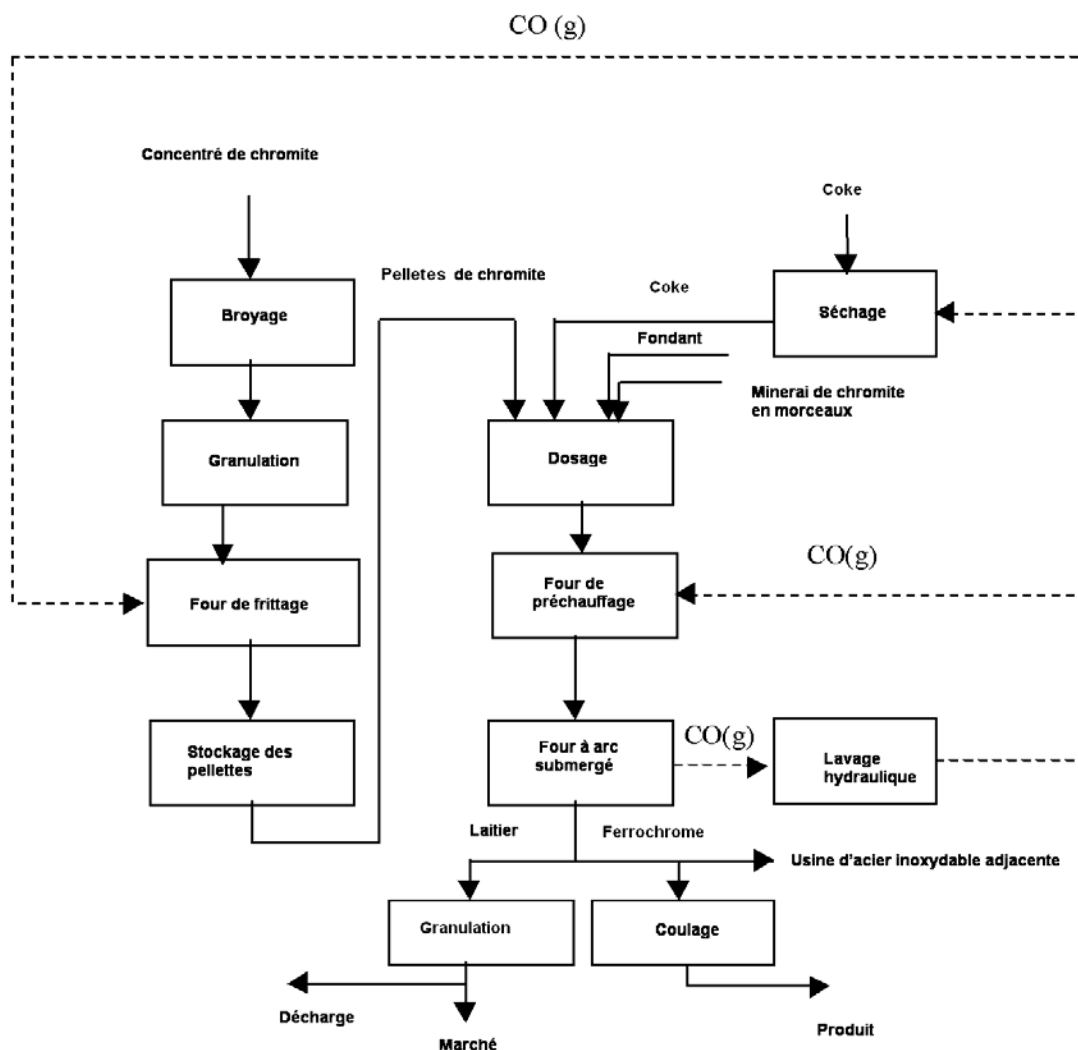 CO (g)
Concentré de chromite
Coke
Pelletes de chromite
Coke
Broyage
Séchage
Fondant
Minerai de chromite
en morceaux
Granulation
Dosage
CO(g)
Four de frittage
Four de
préchauffage
CO(g)
Stockage des
pellettes
Four à arc
submergé
Lavage
hydraulique
Laitier
Ferrochrome
Usine d'acier inoxydable adjacente
Granulation
Coulage
Décharge
Marché
Produit